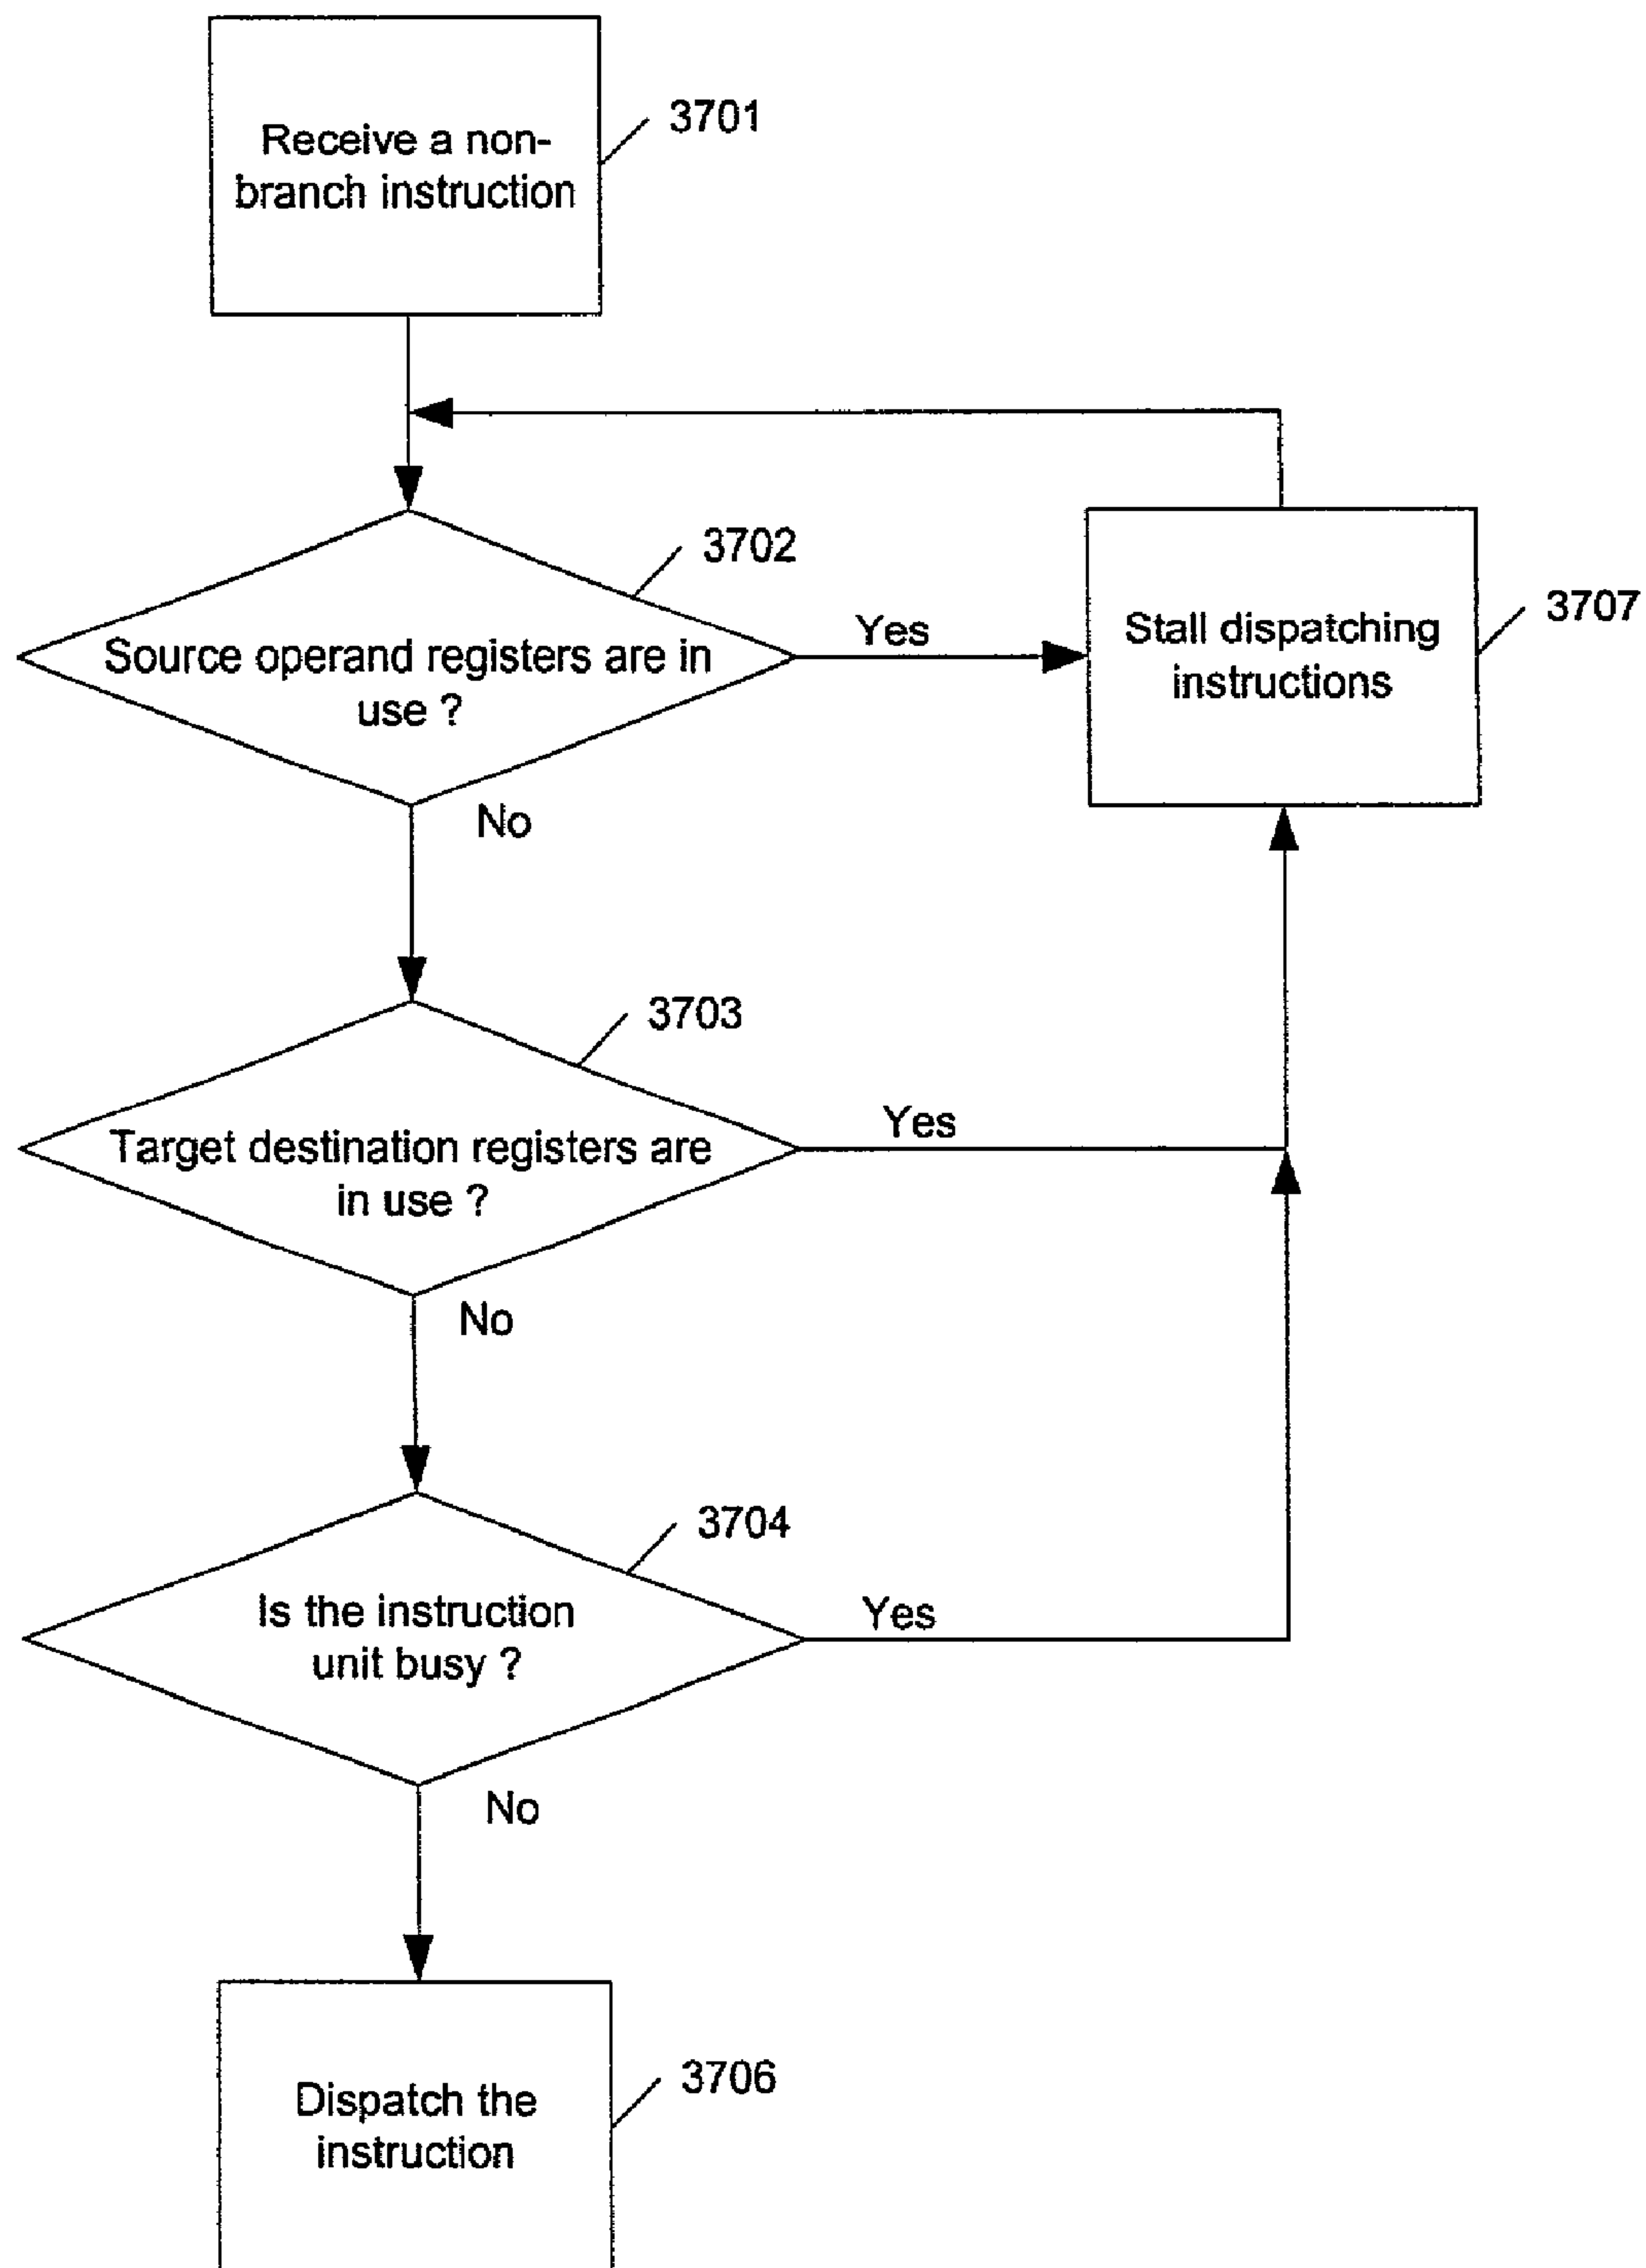 Receive a non-
branch instruction
3701
3702
Source operand registers are in
use ?
Yes
Stall dispatching
instructions
3707
No
3703
Target destination registers are
in use ?
Yes
No
3704
Is the instruction
unit busy ?
Yes
No
Dispatch the
instruction
3706